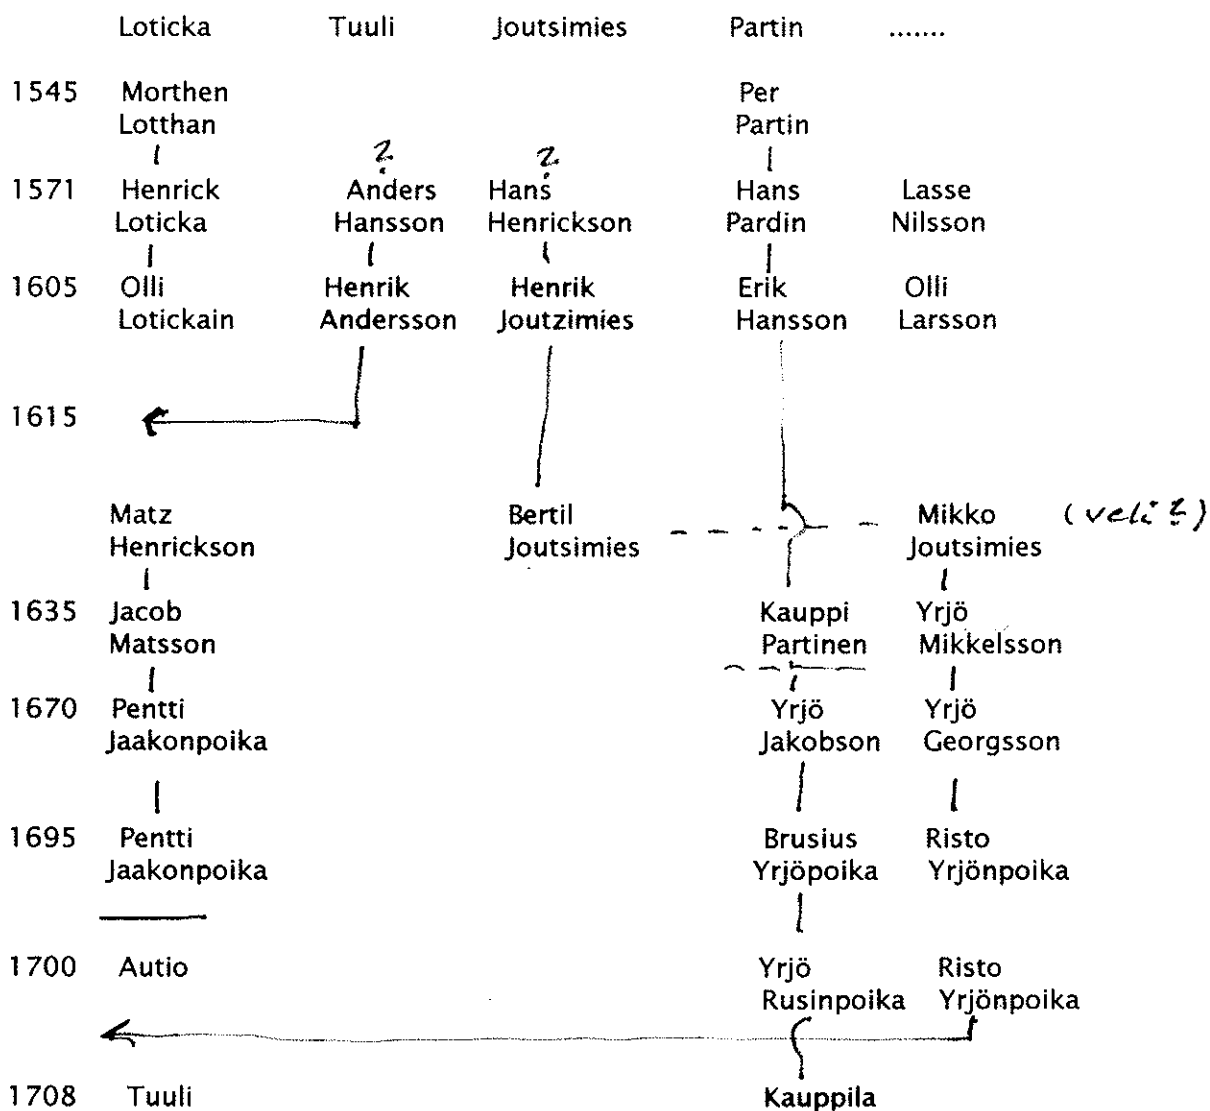 Loticka Tuuli Joutsimies Partin .......
1545 Morthen Per
Lotthan Partin
? ?
1571 Henrick Anders Hans Hans Lasse
Loticka Hansson Henrickson Pardin Nilsson
1605 Olli Henrik Henrik Erik Olli
Lotickain Andersson Joutzimies Hansson Larsson
1615
Matz Bertil Mikko (veli?)
Henrickson Joutsimies Joutsimies
1635 Jacob Kauppi Yrjö
Matsson Partinen Mikkelsson
1670 Pentti Yrjö Yrjö
Jaakonpoika Jakobson Georgsson
1695 Pentti Brusius Risto
Jaakonpoika Yrjöpoika Yrjönpoika
1700 Autio Yrjö Risto
Rusinpoika Yrjönpoika
1708 Tuuli Kauppila